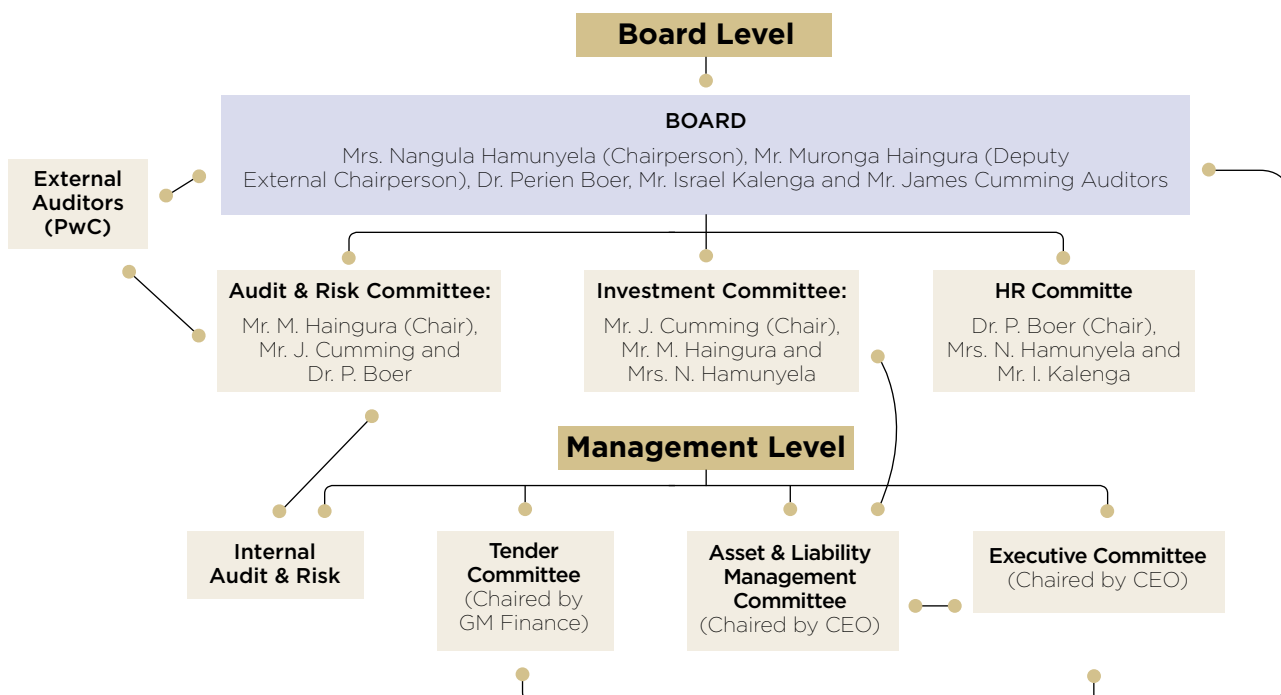 Board Level
BOARD
Mrs. Nangula Hamunyela (Chairperson), Mr. Muronga Haingura (Deputy
External Chairperson), Dr. Perien Boer, Mr. Israel Kalenga and Mr. James Cumming Auditors
External
Auditors
(PwC)
Audit & Risk Committee:
Mr. M. Haingura (Chair),
Mr. J. Cumming and
Dr. P. Boer
Investment Committee:
Mr. J. Cumming (Chair),
Mr. M. Haingura and
Mrs. N. Hamunyela
HR Committe
Dr. P. Boer (Chair),
Mrs. N. Hamunyela and
Mr. I. Kalenga
Management Level
Internal
Audit & Risk
Tender
Committee
(Chaired by
GM Finance)
Asset & Liability
Management
Committee
(Chaired by CEO)
Executive Committee
(Chaired by CEO)